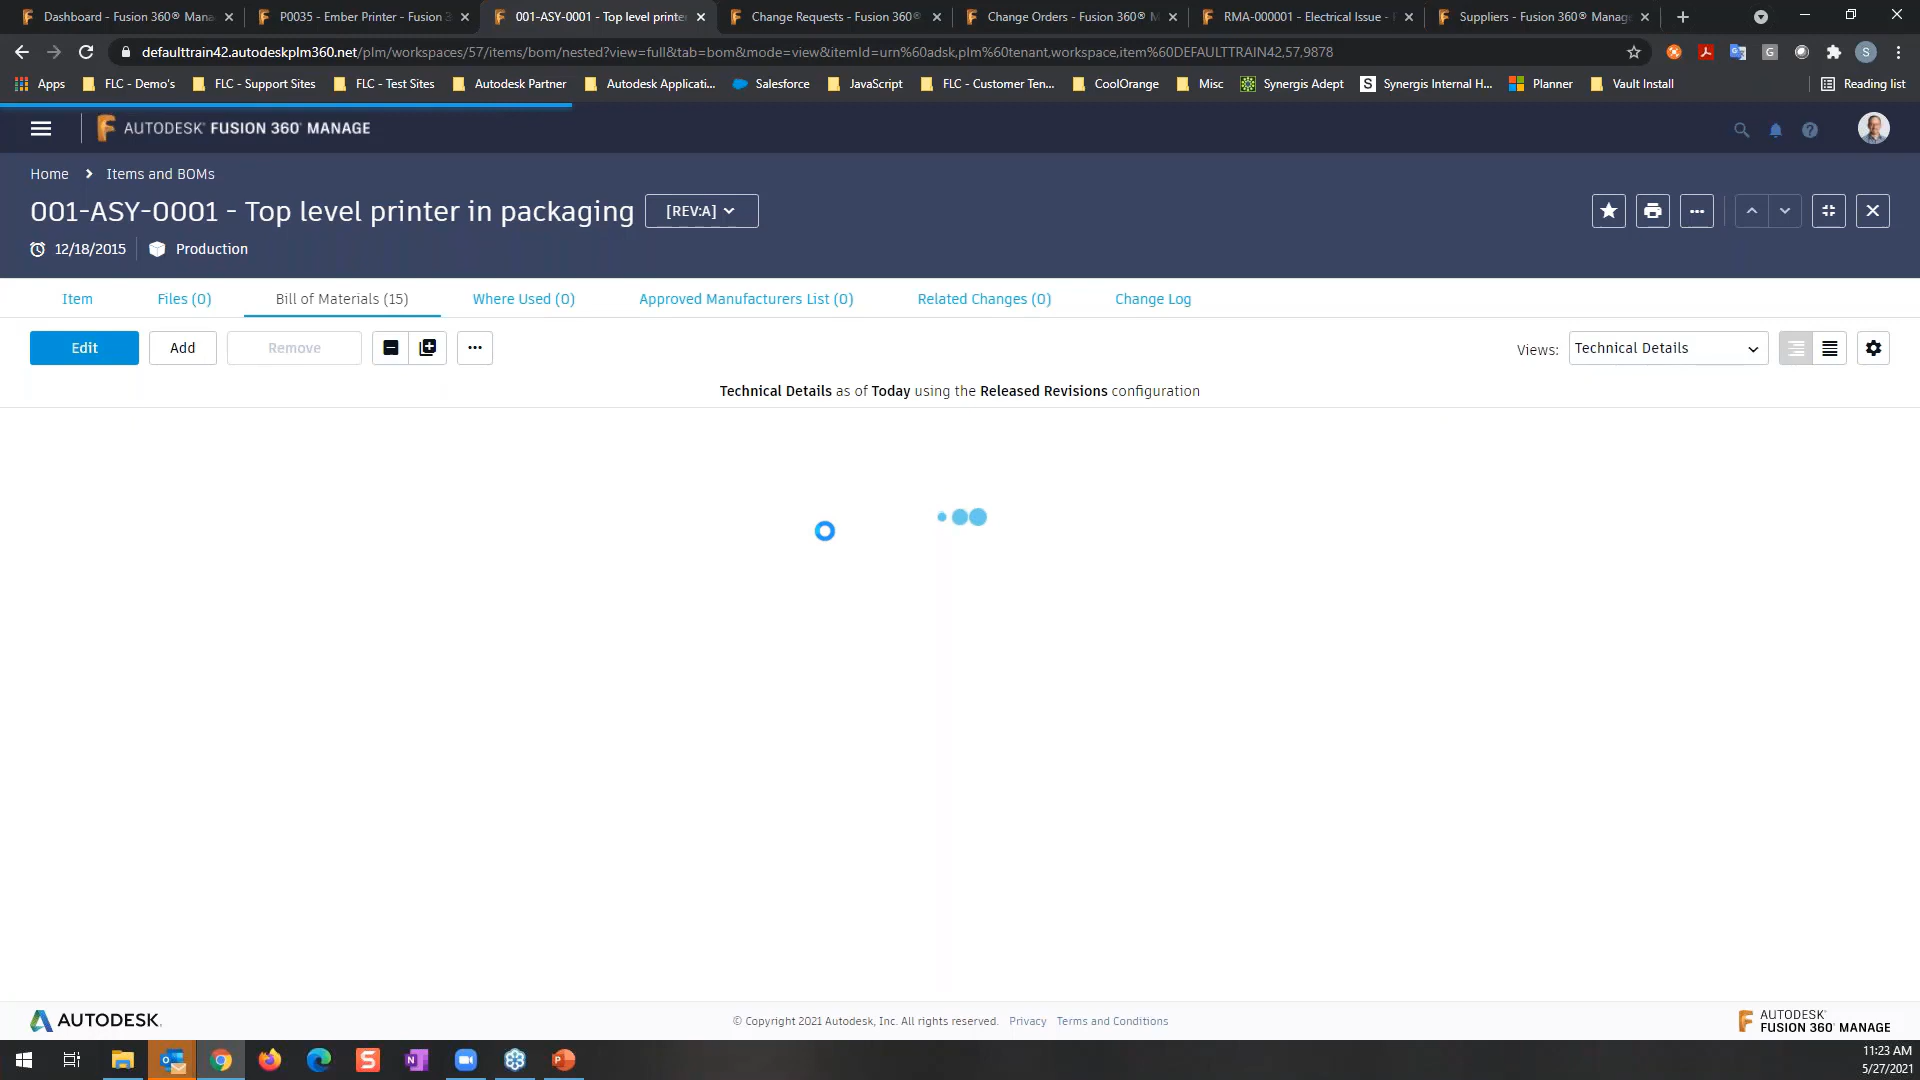 Dashboard - Fusion 360® Mana
P0035 - Ember Printer - Fusion 3
001-ASY-0001 - Top level printe
Change Requests - Fusion 360®
Change Orders - Fusion 360® M
RMA-000001 - Electrical Issue -
Suppliers - Fusion 360® Manag
defaulttrain42.autodeskplm360.net/plm/workspaces/57/items/bom/nested?view=full&tab=bom&mode=view&itemId=urn%60adsk,plm%60tenant,workspace,item%60DEFAULTTRAIN42,57,9878
G
S
Apps
FLC - Demo's
FLC - Support Sites
FLC - Test Sites
Autodesk Partner
Autodesk Applicati...
Salesforce
JavaScript
FLC - Customer Ten...
CoolOrange
Misc
Synergis Adept
S Synergis Internal H...
Planner
Vault Install
Reading list
AUTODESK® FUSION 360® MANAGE
Home > Items and BOMs
001-ASY-0001 - Top level printer in packaging
[REV:A]
12/18/2015
Production
Item
Files (0)
Bill of Materials (15)
Where Used (0)
Approved Manufacturers List (0)
Related Changes (0)
Change Log
Edit
Add
Remove
Views:
Technical Details
Technical Details as of Today using the Released Revisions configuration
AUTODESK.
© Copyright 2021 Autodesk, Inc. All rights reserved.
Privacy
Terms and Conditions
AUTODESK®
FUSION 360® MANAGE
11:23 AM
5/27/2021